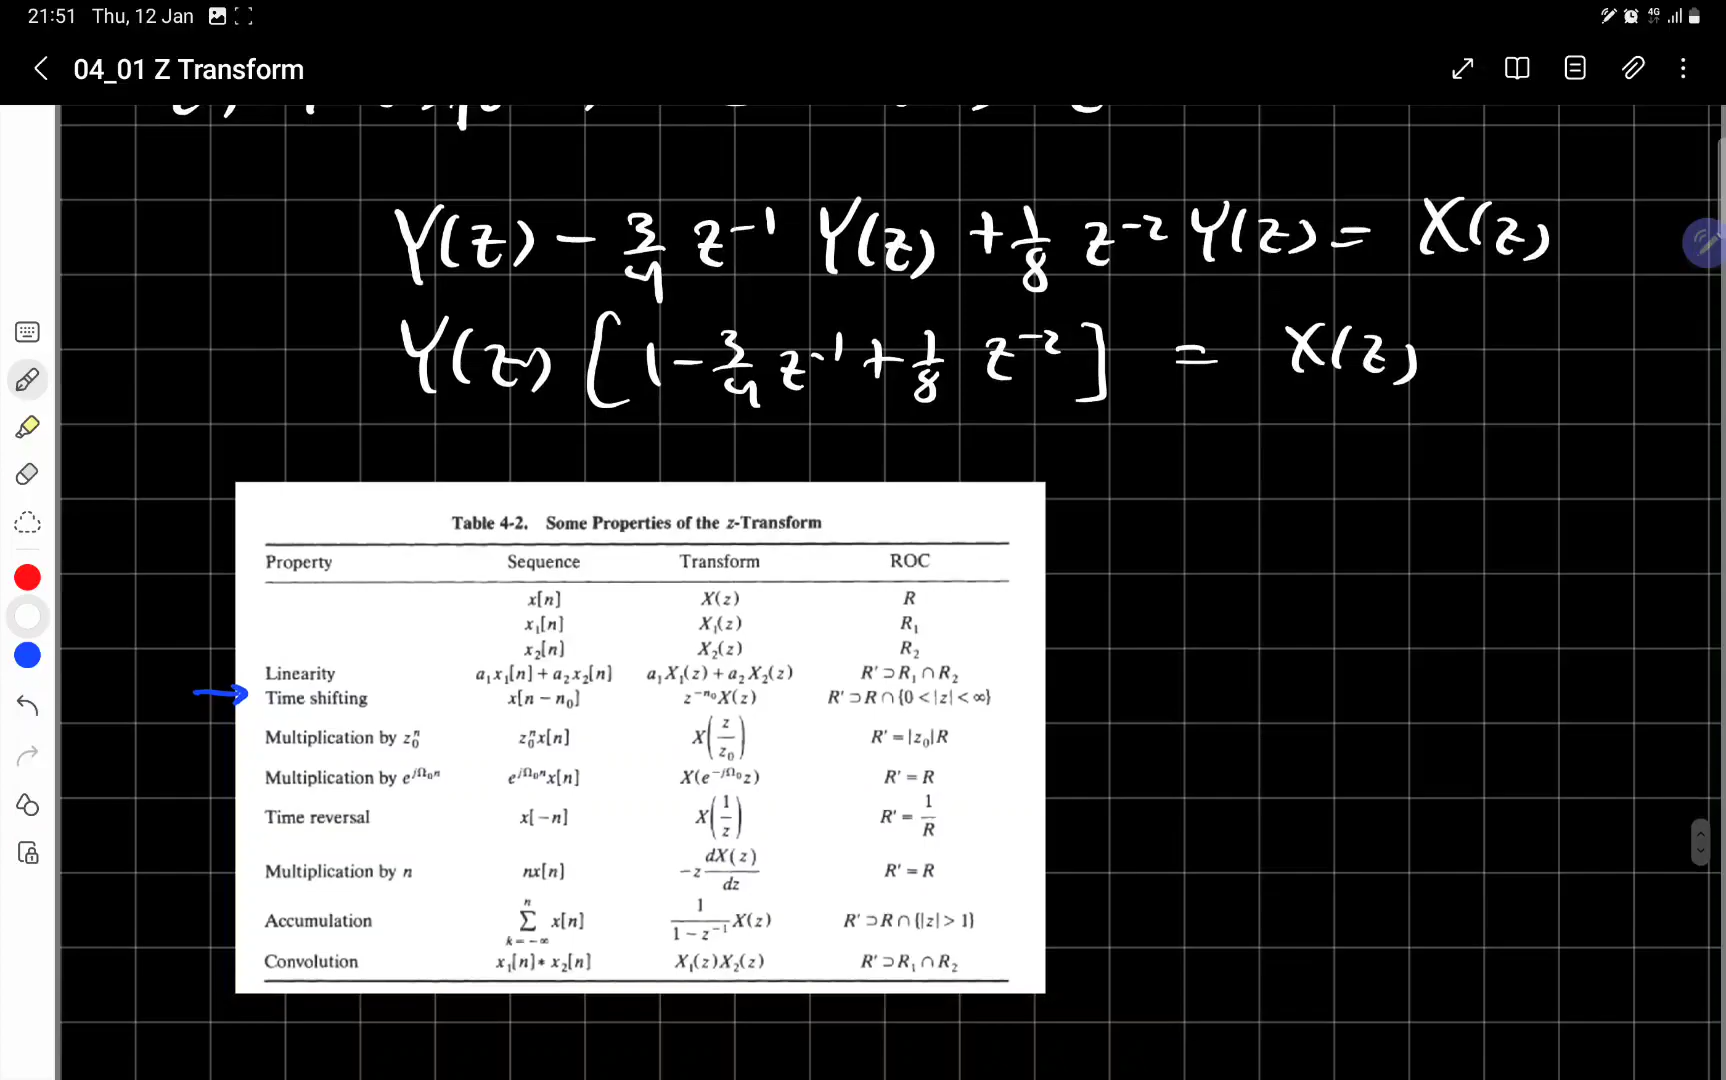 21:51 Thu, 12 Jan
4G
04_01 Z Transform
Y(z) - 3/4 z⁻¹ Y(z) + 1/8 z⁻² Y(z) = X(z)
Y(z) [1 - 3/4 z⁻¹ + 1/8 z⁻²] = X(z)
Table 4-2. Some Properties of the z-Transform
Property Sequence Transform ROC
x[n] X(z) R
x₁[n] X₁(z) R₁
x₂[n] X₂(z) R₂
Linearity a₁x₁[n] + a₂x₂[n] a₁X₁(z) + a₂X₂(z) R' ⊃ R₁ ∩ R₂
Time shifting x[n − n₀] z^(−n₀)X(z) R' ⊃ R ∩ {0 < |z| < ∞}
Multiplication by z₀ⁿ z₀ⁿx[n] X(z/z₀) R' = |z₀|R
Multiplication by e^(jΩ₀n) e^(jΩ₀n)x[n] X(e^(−jΩ₀)z) R' = R
Time reversal x[−n] X(1/z) R' = 1/R
Multiplication by n nx[n] −z dX(z)/dz R' = R
Accumulation Σ_(k=−∞)^n x[n] 1/(1 − z⁻¹) X(z) R' ⊃ R ∩ {|z| > 1}
Convolution x₁[n] * x₂[n] X₁(z)X₂(z) R' ⊃ R₁ ∩ R₂